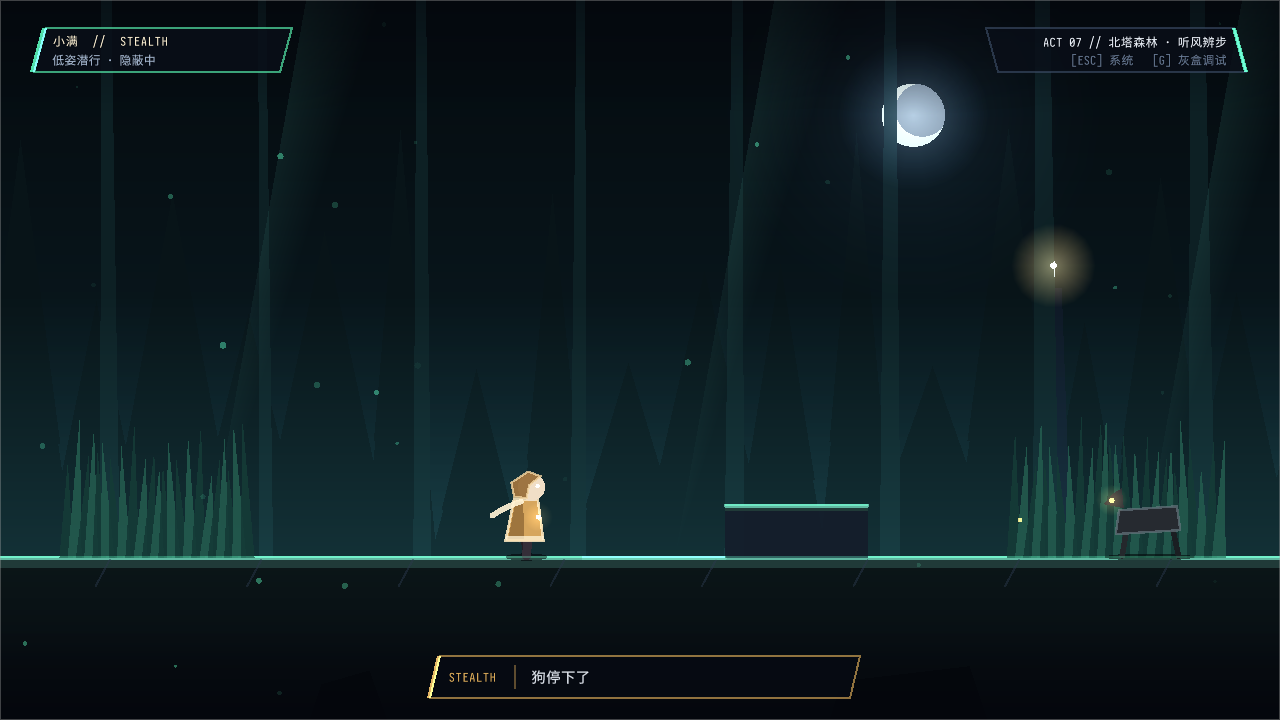 小满 // STEALTH
低姿潜行 · 隐蔽中
ACT 07 // 北塔森林 · 听风辨步
[ESC] 系统 [G] 灰盒调试
STEALTH 狗停下了